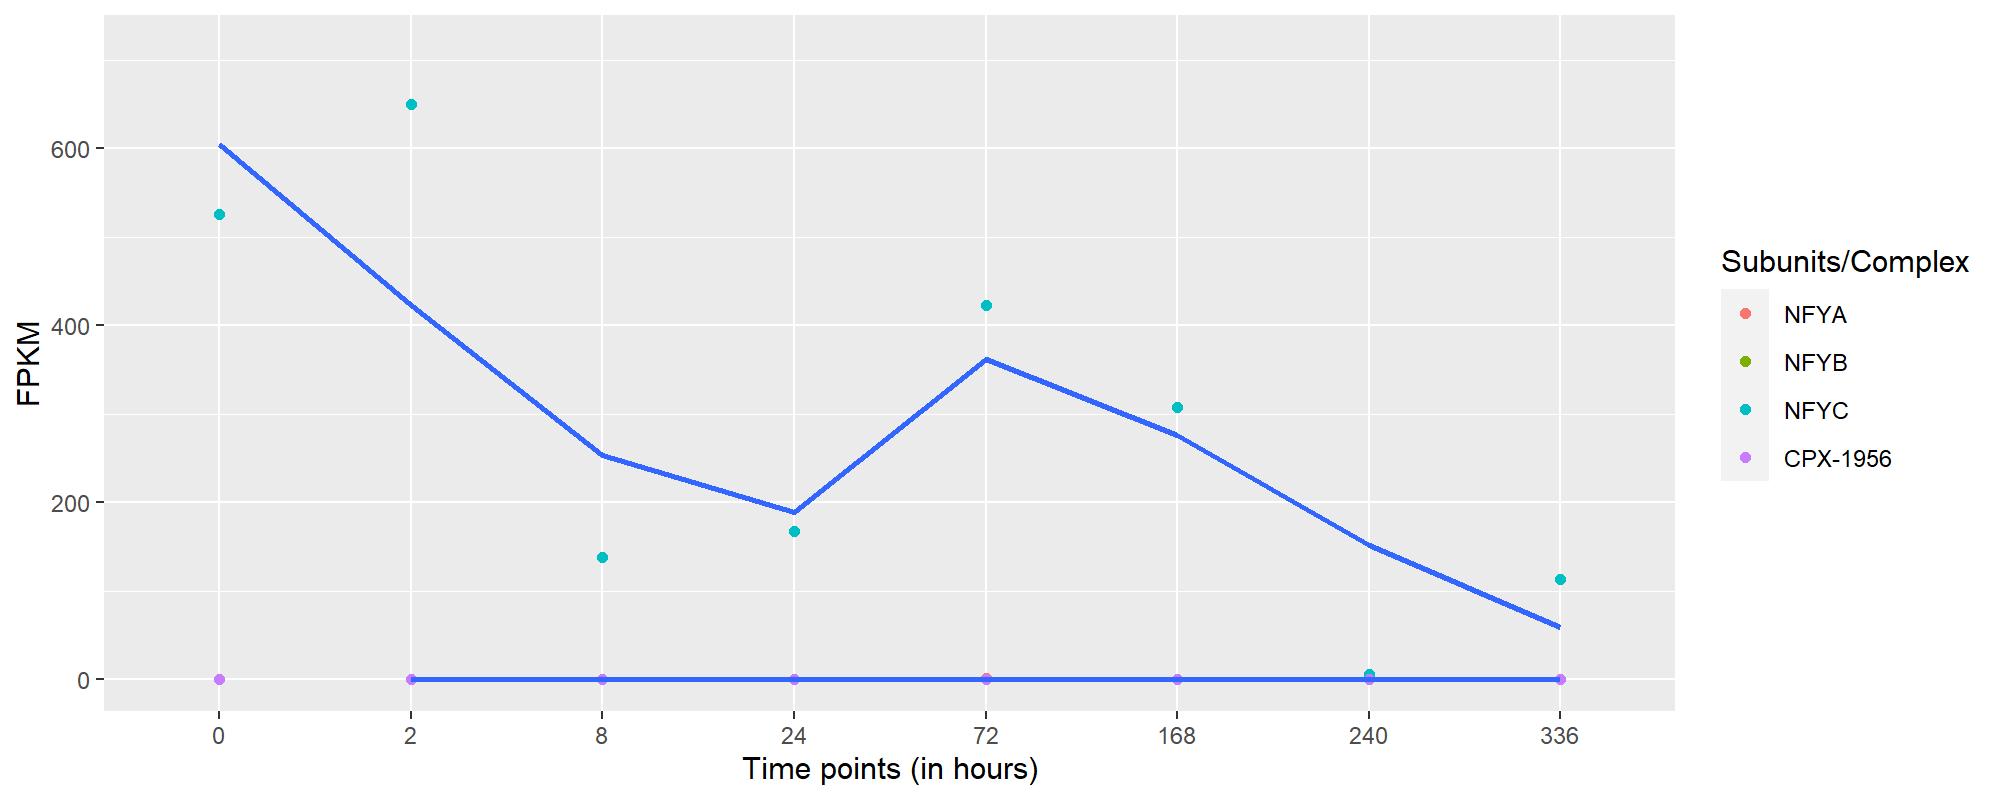 FPKM
600
400
200
0
0 2 8 24 72 168 240 336
Time points (in hours)
Subunits/Complex
NFYA
NFYB
NFYC
CPX-1956